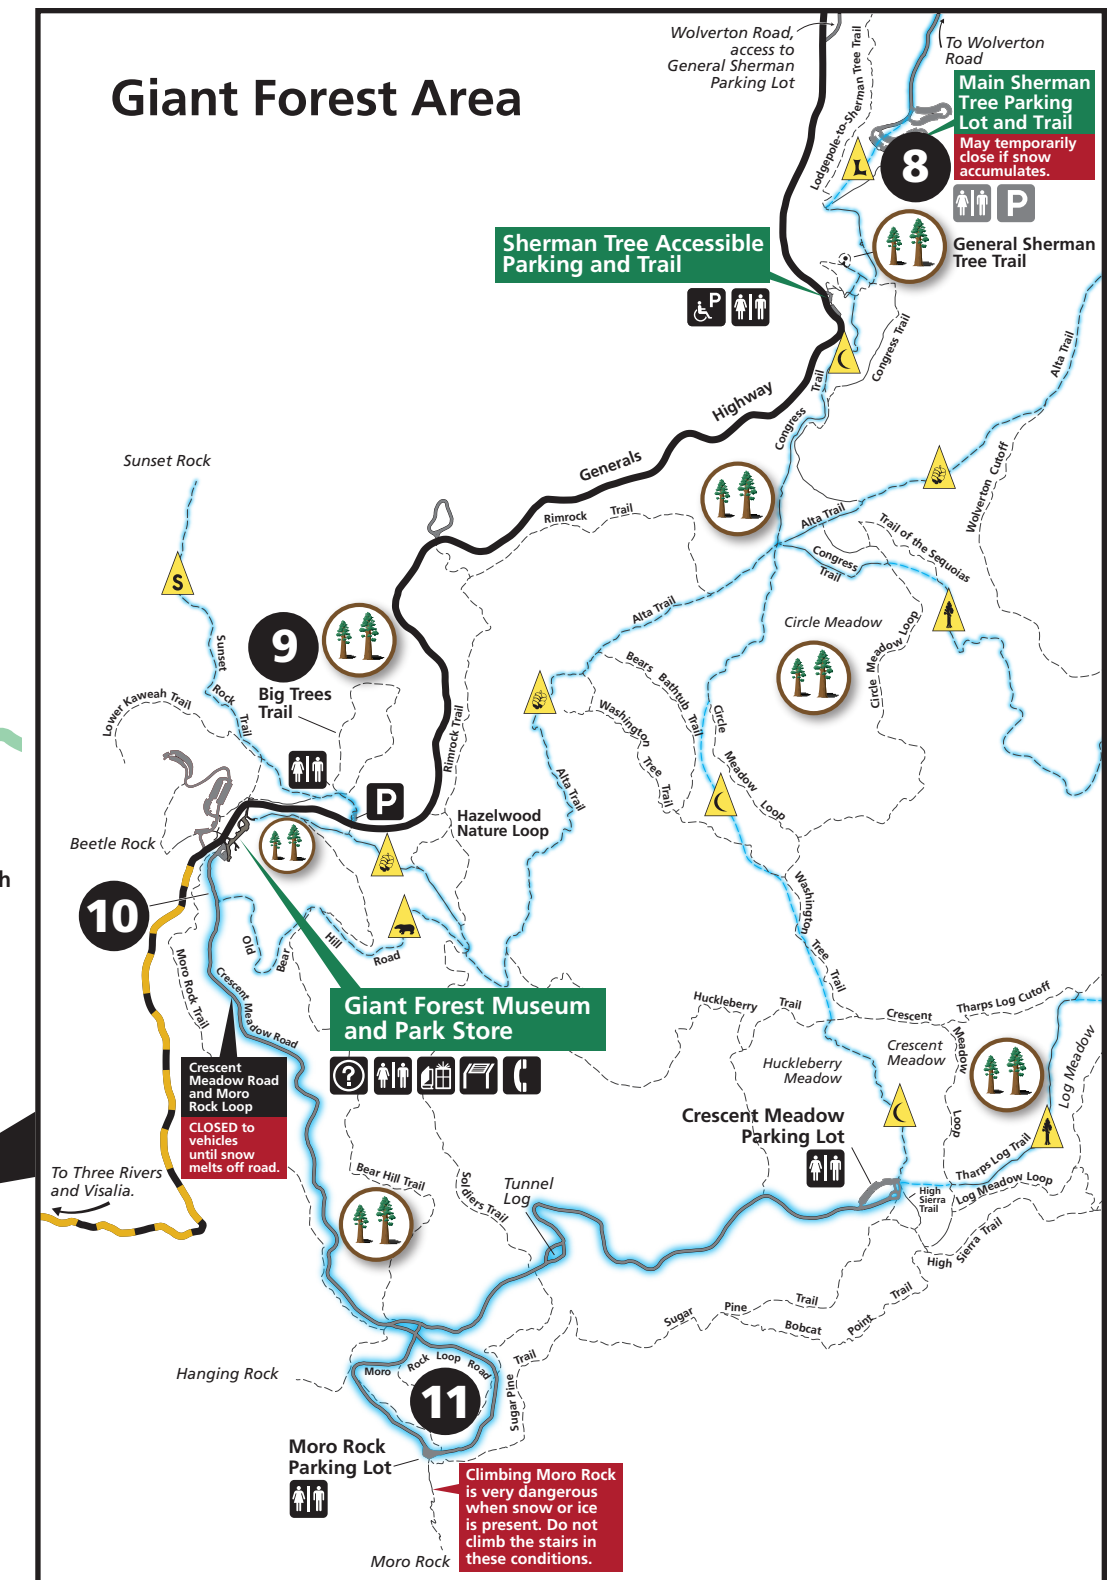 Giant Forest Area
Wolverton Road,
access to
General Sherman
Parking Lot
To Wolverton
Road
Lodgepole-to-Sherman Tree Trail
Main Sherman
Tree Parking
Lot and Trail
May temporarily
close if snow
accumulates.
L
8
P
General Sherman
Tree Trail
Sherman Tree Accessible
Parking and Trail
P
Congress Trail
Congress
Trail
Alta Trail
Generals
Highway
Sunset Rock
S
Rimrock Trail
Alta Trail
Wolverton Cutoff
Trail of the Sequoias
Congress
Trail
Alta Trail
Circle Meadow
Circle Meadow Loop
Bears Bathtub Trail
Washington Tree Trail
Circle Meadow Loop
9
Big Trees
Trail
Sunset Rock Trail
Lower Kaweah Trail
Rimrock Trail
Alta Trail
P
Hazelwood
Nature Loop
Beetle Rock
h
10
Washington Tree Trail
Old Bear Hill Road
Moro Rock Trail
Crescent Meadow Road
Giant Forest Museum
and Park Store
?
Huckleberry Trail
Crescent Meadow Loop
Tharps Log Cutoff
Crescent
Meadow
Log Meadow
Huckleberry
Meadow
Crescent
Meadow Road
and Moro
Rock Loop
CLOSED to
vehicles
until snow
melts off road.
Crescent Meadow
Parking Lot
Tharps Log Trail
Log Meadow Loop
High
Sierra
Trail
High Sierra Trail
To Three Rivers
and Visalia.
Bear Hill Trail
Soldiers Trail
Tunnel
Log
Sugar Pine Trail
Bobcat Point Trail
Hanging Rock
Moro Rock Loop Road
Sugar Pine Trail
11
Moro Rock
Parking Lot
Climbing Moro Rock
is very dangerous
when snow or ice
is present. Do not
climb the stairs in
these conditions.
Moro Rock